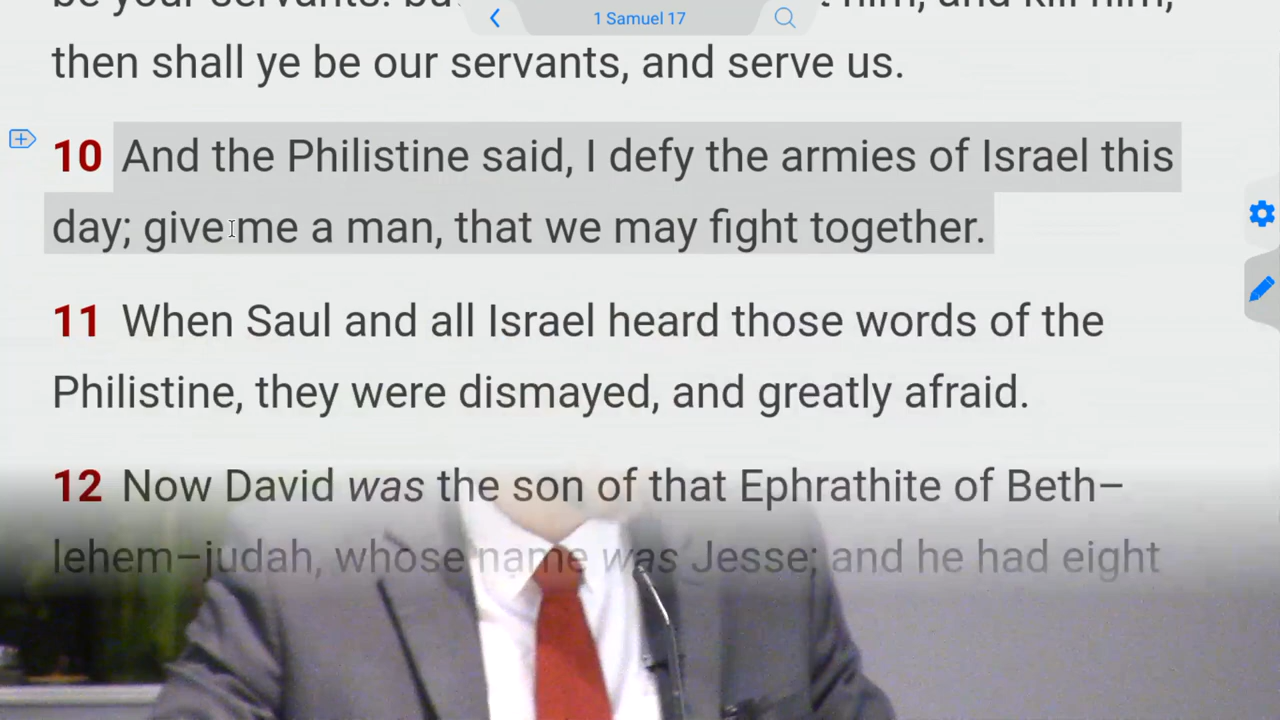 1 Samuel 17
then shall ye be our servants, and serve us.
10 And the Philistine said, I defy the armies of Israel this
day; give me a man, that we may fight together.
11 When Saul and all Israel heard those words of the
Philistine, they were dismayed, and greatly afraid.
12 Now David was the son of that Ephrathite of Beth–
lehem–judah, whose name was Jesse; and he had eight